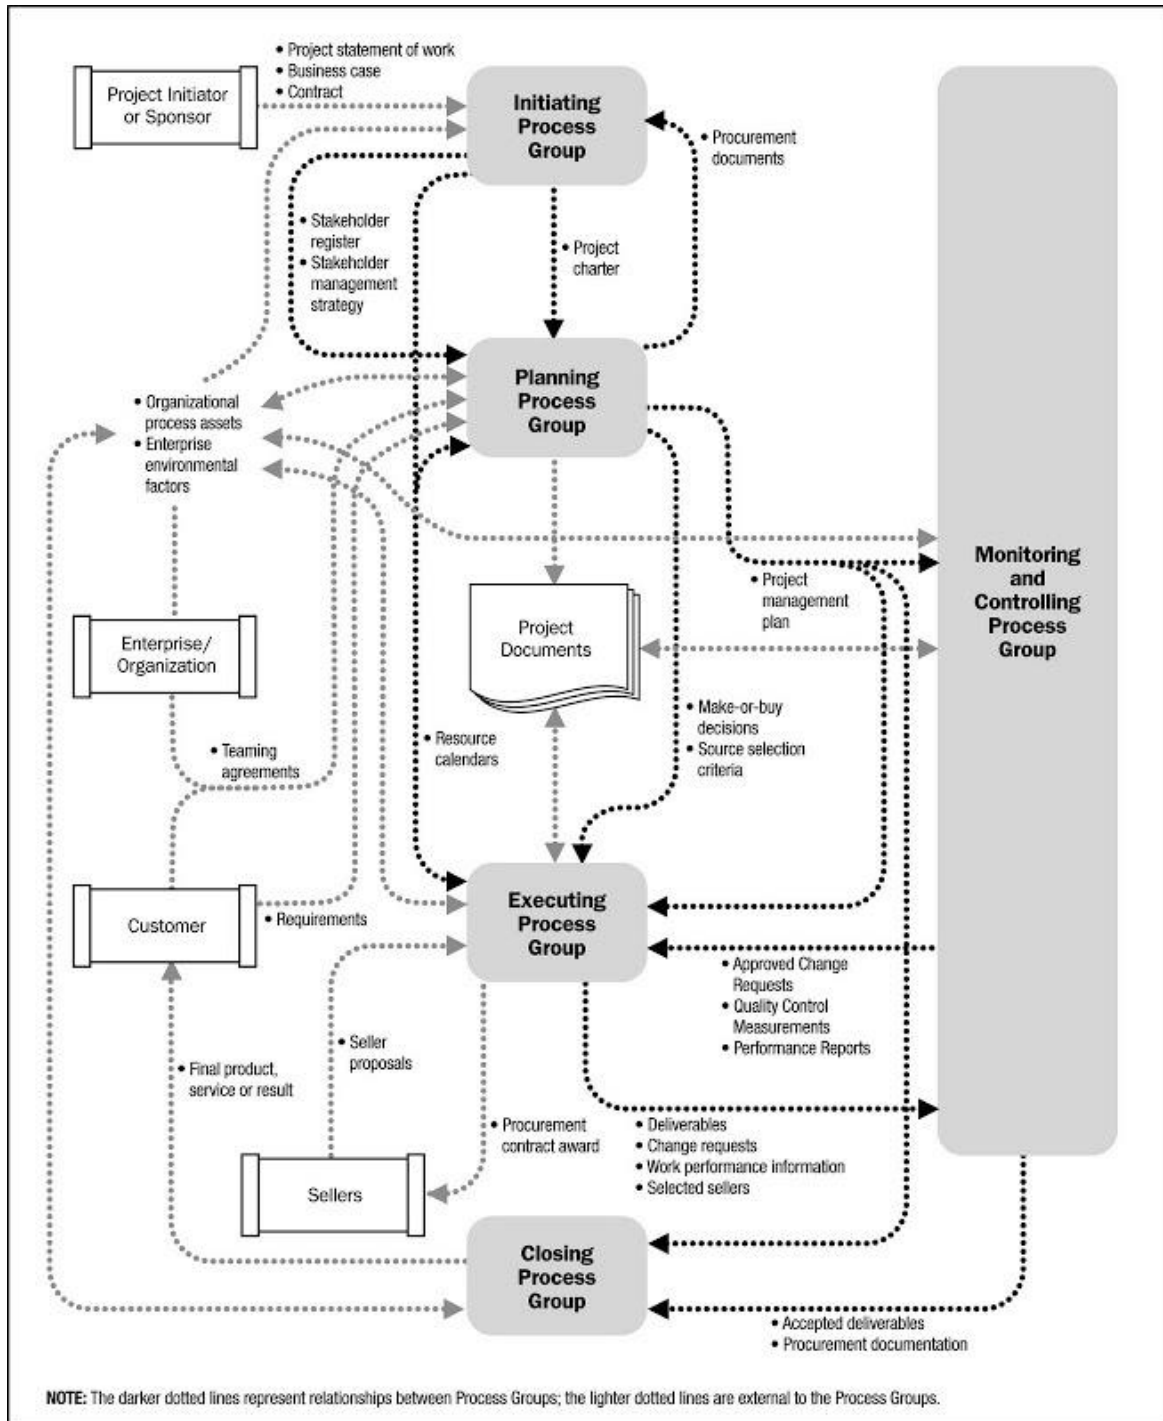 • Project statement of work
• Business case
• Contract
Project Initiator
or Sponsor
Initiating
Process
Group
• Procurement
documents
• Stakeholder
register
• Stakeholder
management
strategy
• Project
charter
Planning
Process
Group
• Organizational
process assets
• Enterprise
environmental
factors
Monitoring
and
Controlling
Process
Group
• Project
management
plan
Enterprise/
Organization
Project
Documents
• Make-or-buy
decisions
• Source selection
criteria
• Teaming
agreements
• Resource
calendars
Customer
• Requirements
Executing
Process
Group
• Approved Change
Requests
• Quality Control
Measurements
• Performance Reports
• Seller
proposals
• Final product,
service or result
• Procurement
contract award
• Deliverables
• Change requests
• Work performance information
• Selected sellers
Sellers
Closing
Process
Group
• Accepted deliverables
• Procurement documentation
NOTE: The darker dotted lines represent relationships between Process Groups; the lighter dotted lines are external to the Process Groups.